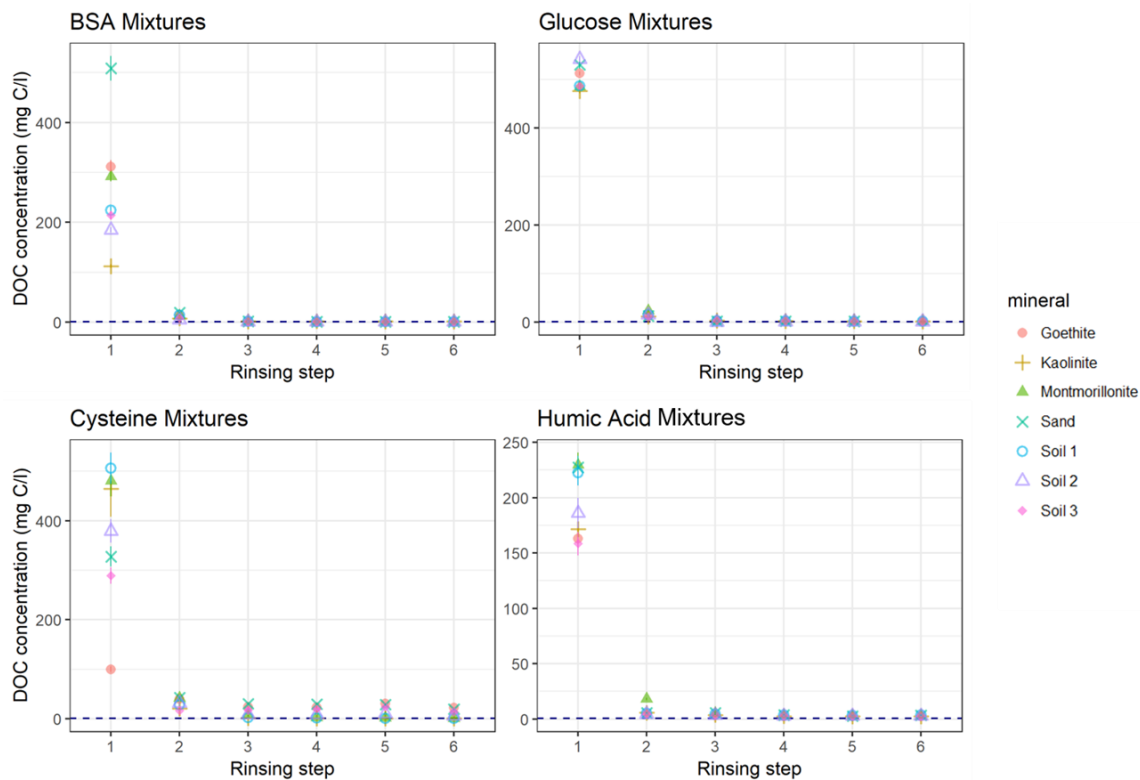 BSA Mixtures
DOC concentration (mg C/l)
400
200
0
1 2 3 4 5 6
Rinsing step
Glucose Mixtures
400
200
0
1 2 3 4 5 6
Rinsing step
Cysteine Mixtures
DOC concentration (mg C/l)
400
200
0
1 2 3 4 5 6
Rinsing step
Humic Acid Mixtures
250
200
150
100
50
0
1 2 3 4 5 6
Rinsing step
mineral
Goethite
Kaolinite
Montmorillonite
Sand
Soil 1
Soil 2
Soil 3